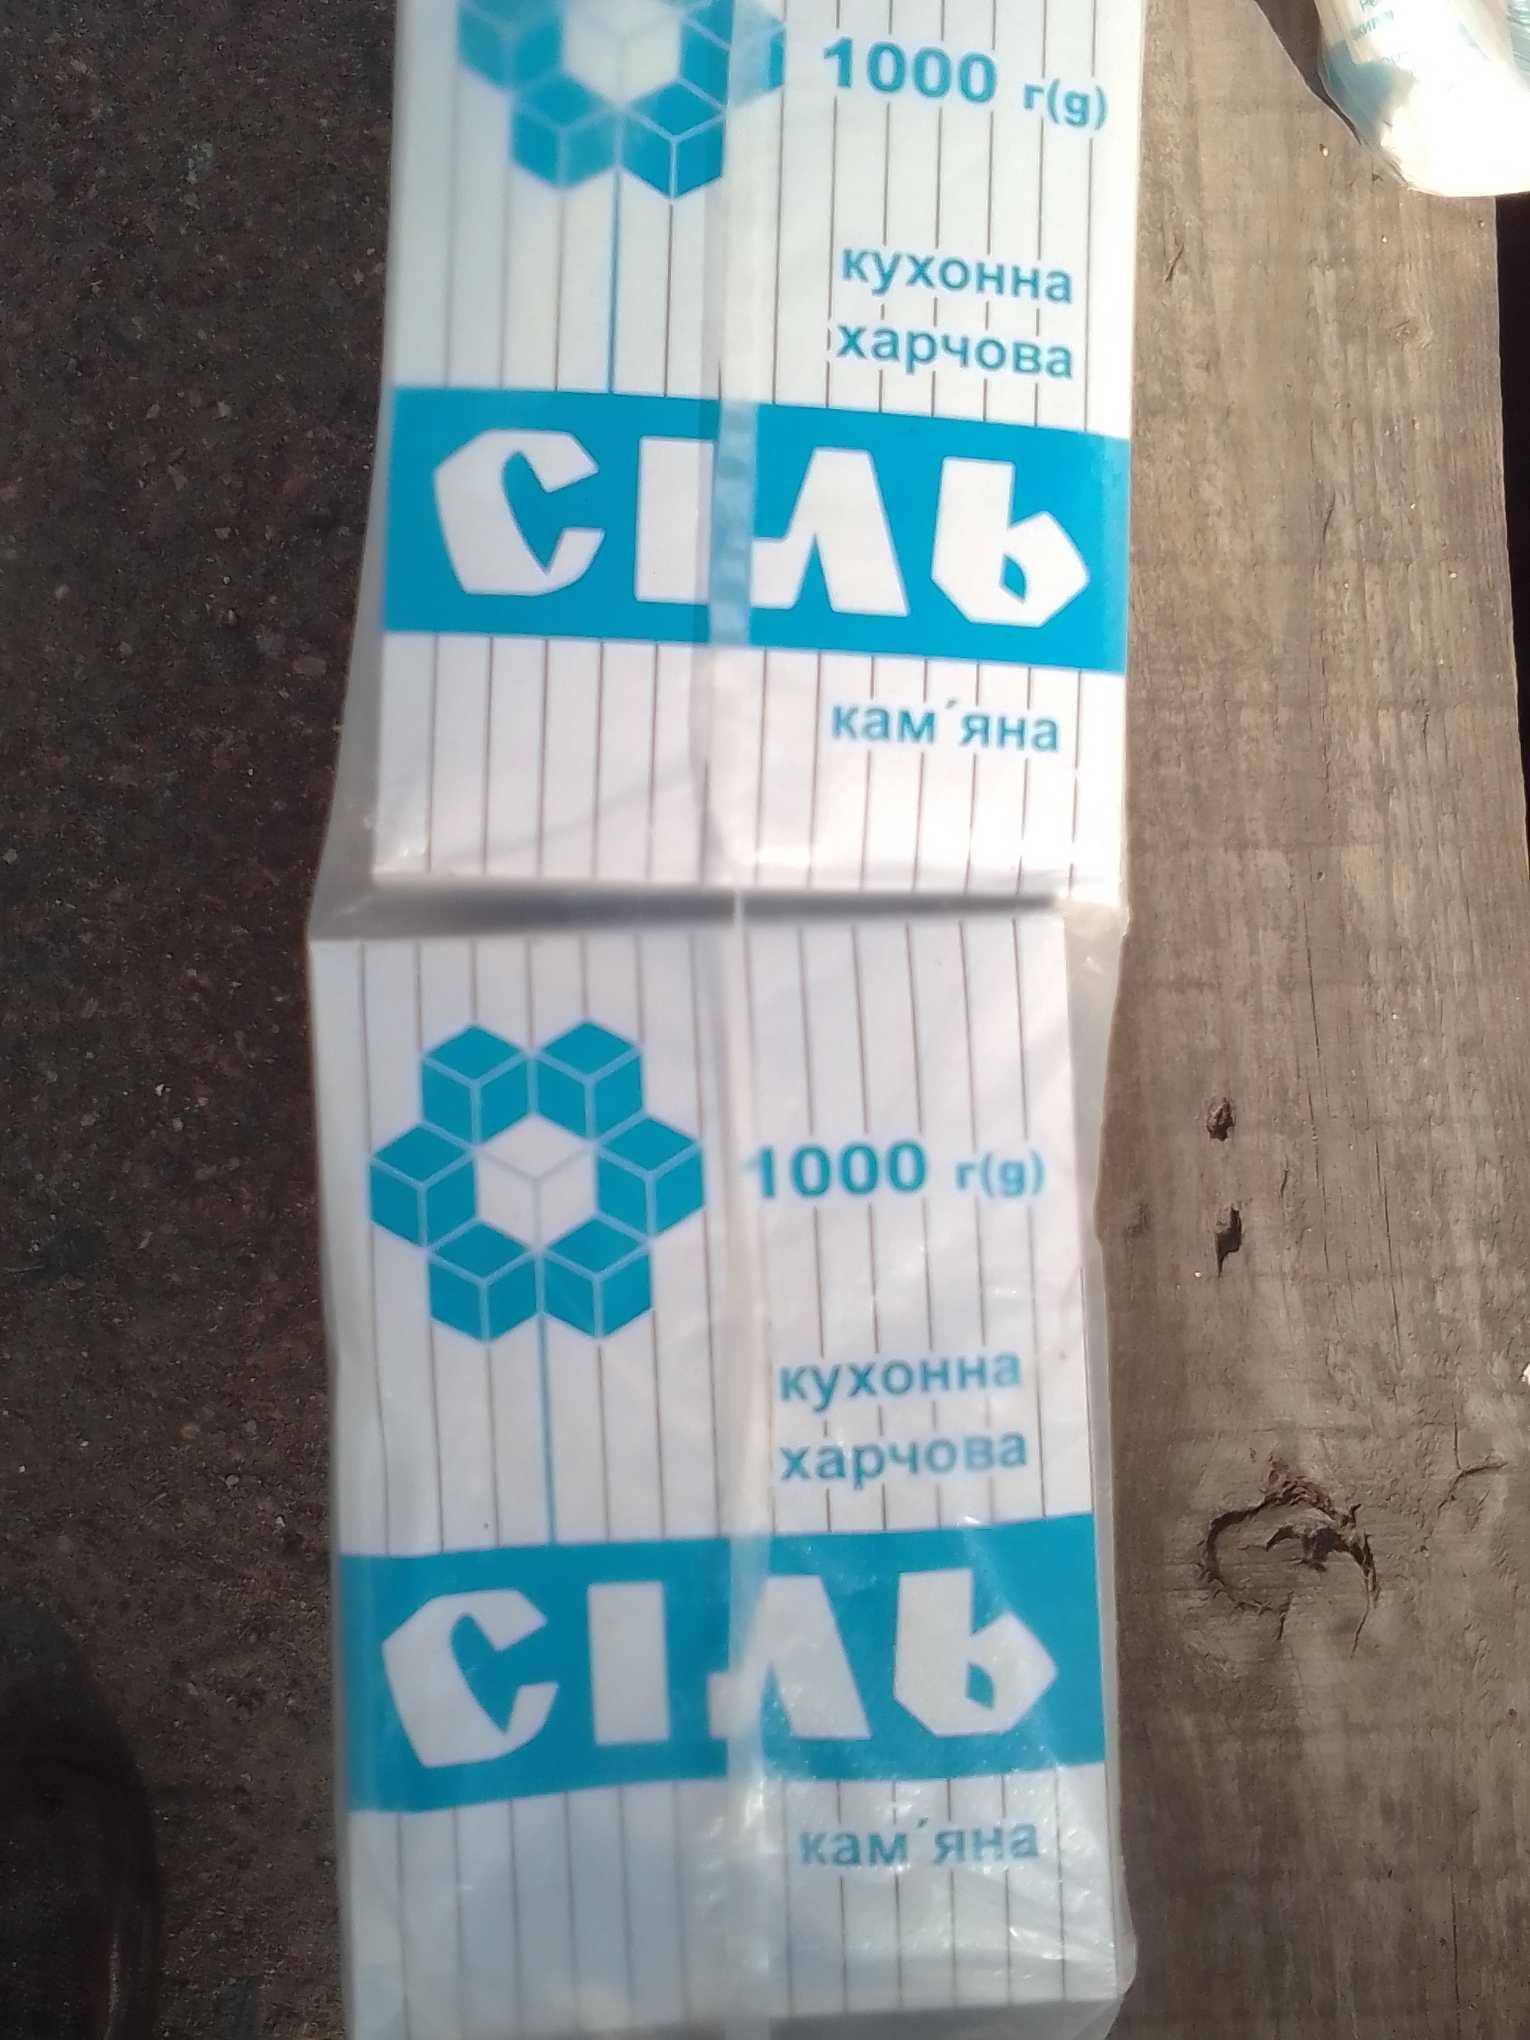 1000 г(g)
кухонна
харчова
сіль
кам´яна
1000 г(g)
кухонна
харчова
сіль
кам´яна